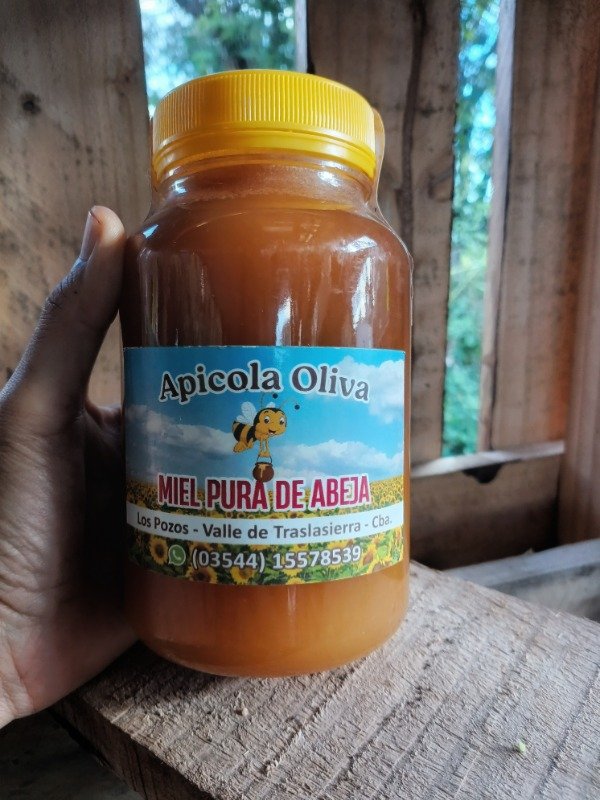 Apicola Oliva
MIEL PURA DE ABEJA
Los Pozos - Valle de Traslasierra - Cba.
(03544) 15578539